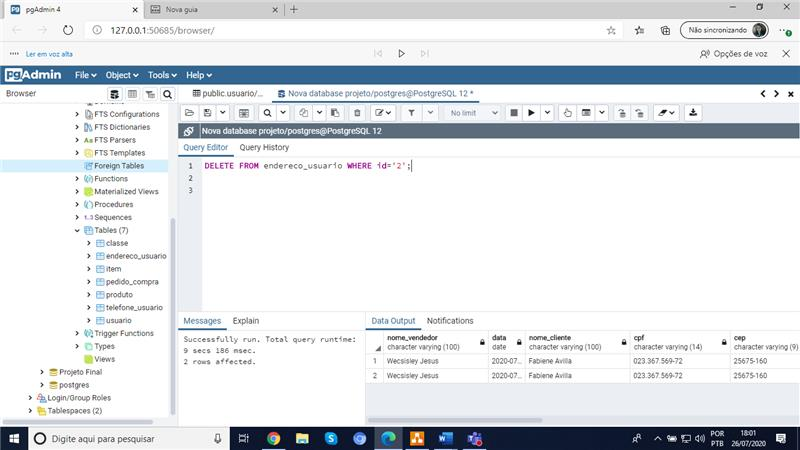 pgAdmin 4
Nova guia
127.0.0.1:50685/browser/
Não sincronizando
Ler em voz alta
Opções de voz
pgAdmin
File
Object
Tools
Help
Browser
public.usuario/...
Nova database projeto/postgres@PostgreSQL 12 *
No limit
Nova database projeto/postgres@PostgreSQL 12
Query Editor
Query History
1 DELETE FROM endereco_usuario WHERE id='2';
2
3
FTS Configurations
FTS Dictionaries
FTS Parsers
FTS Templates
Foreign Tables
Functions
Materialized Views
Procedures
1..3 Sequences
Tables (7)
classe
endereco_usuario
item
pedido_compra
produto
telefone_usuario
usuario
Trigger Functions
Types
Views
Projeto Final
postgres
Login/Group Roles
Tablespaces (2)
Messages
Explain
Successfully run. Total query runtime:
9 secs 186 msec.
2 rows affected.
Data Output
Notifications
nome_vendedor
character varying (100)
data
date
nome_cliente
character varying (100)
cpf
character varying (14)
cep
character varying (9)
1 Wecsisley Jesus 2020-07... Fabiene Avilla 023.367.569-72 25675-160
2 Wecsisley Jesus 2020-07... Fabiene Avilla 023.367.569-72 25675-160
Digite aqui para pesquisar
POR
PTB
18:01
26/07/2020